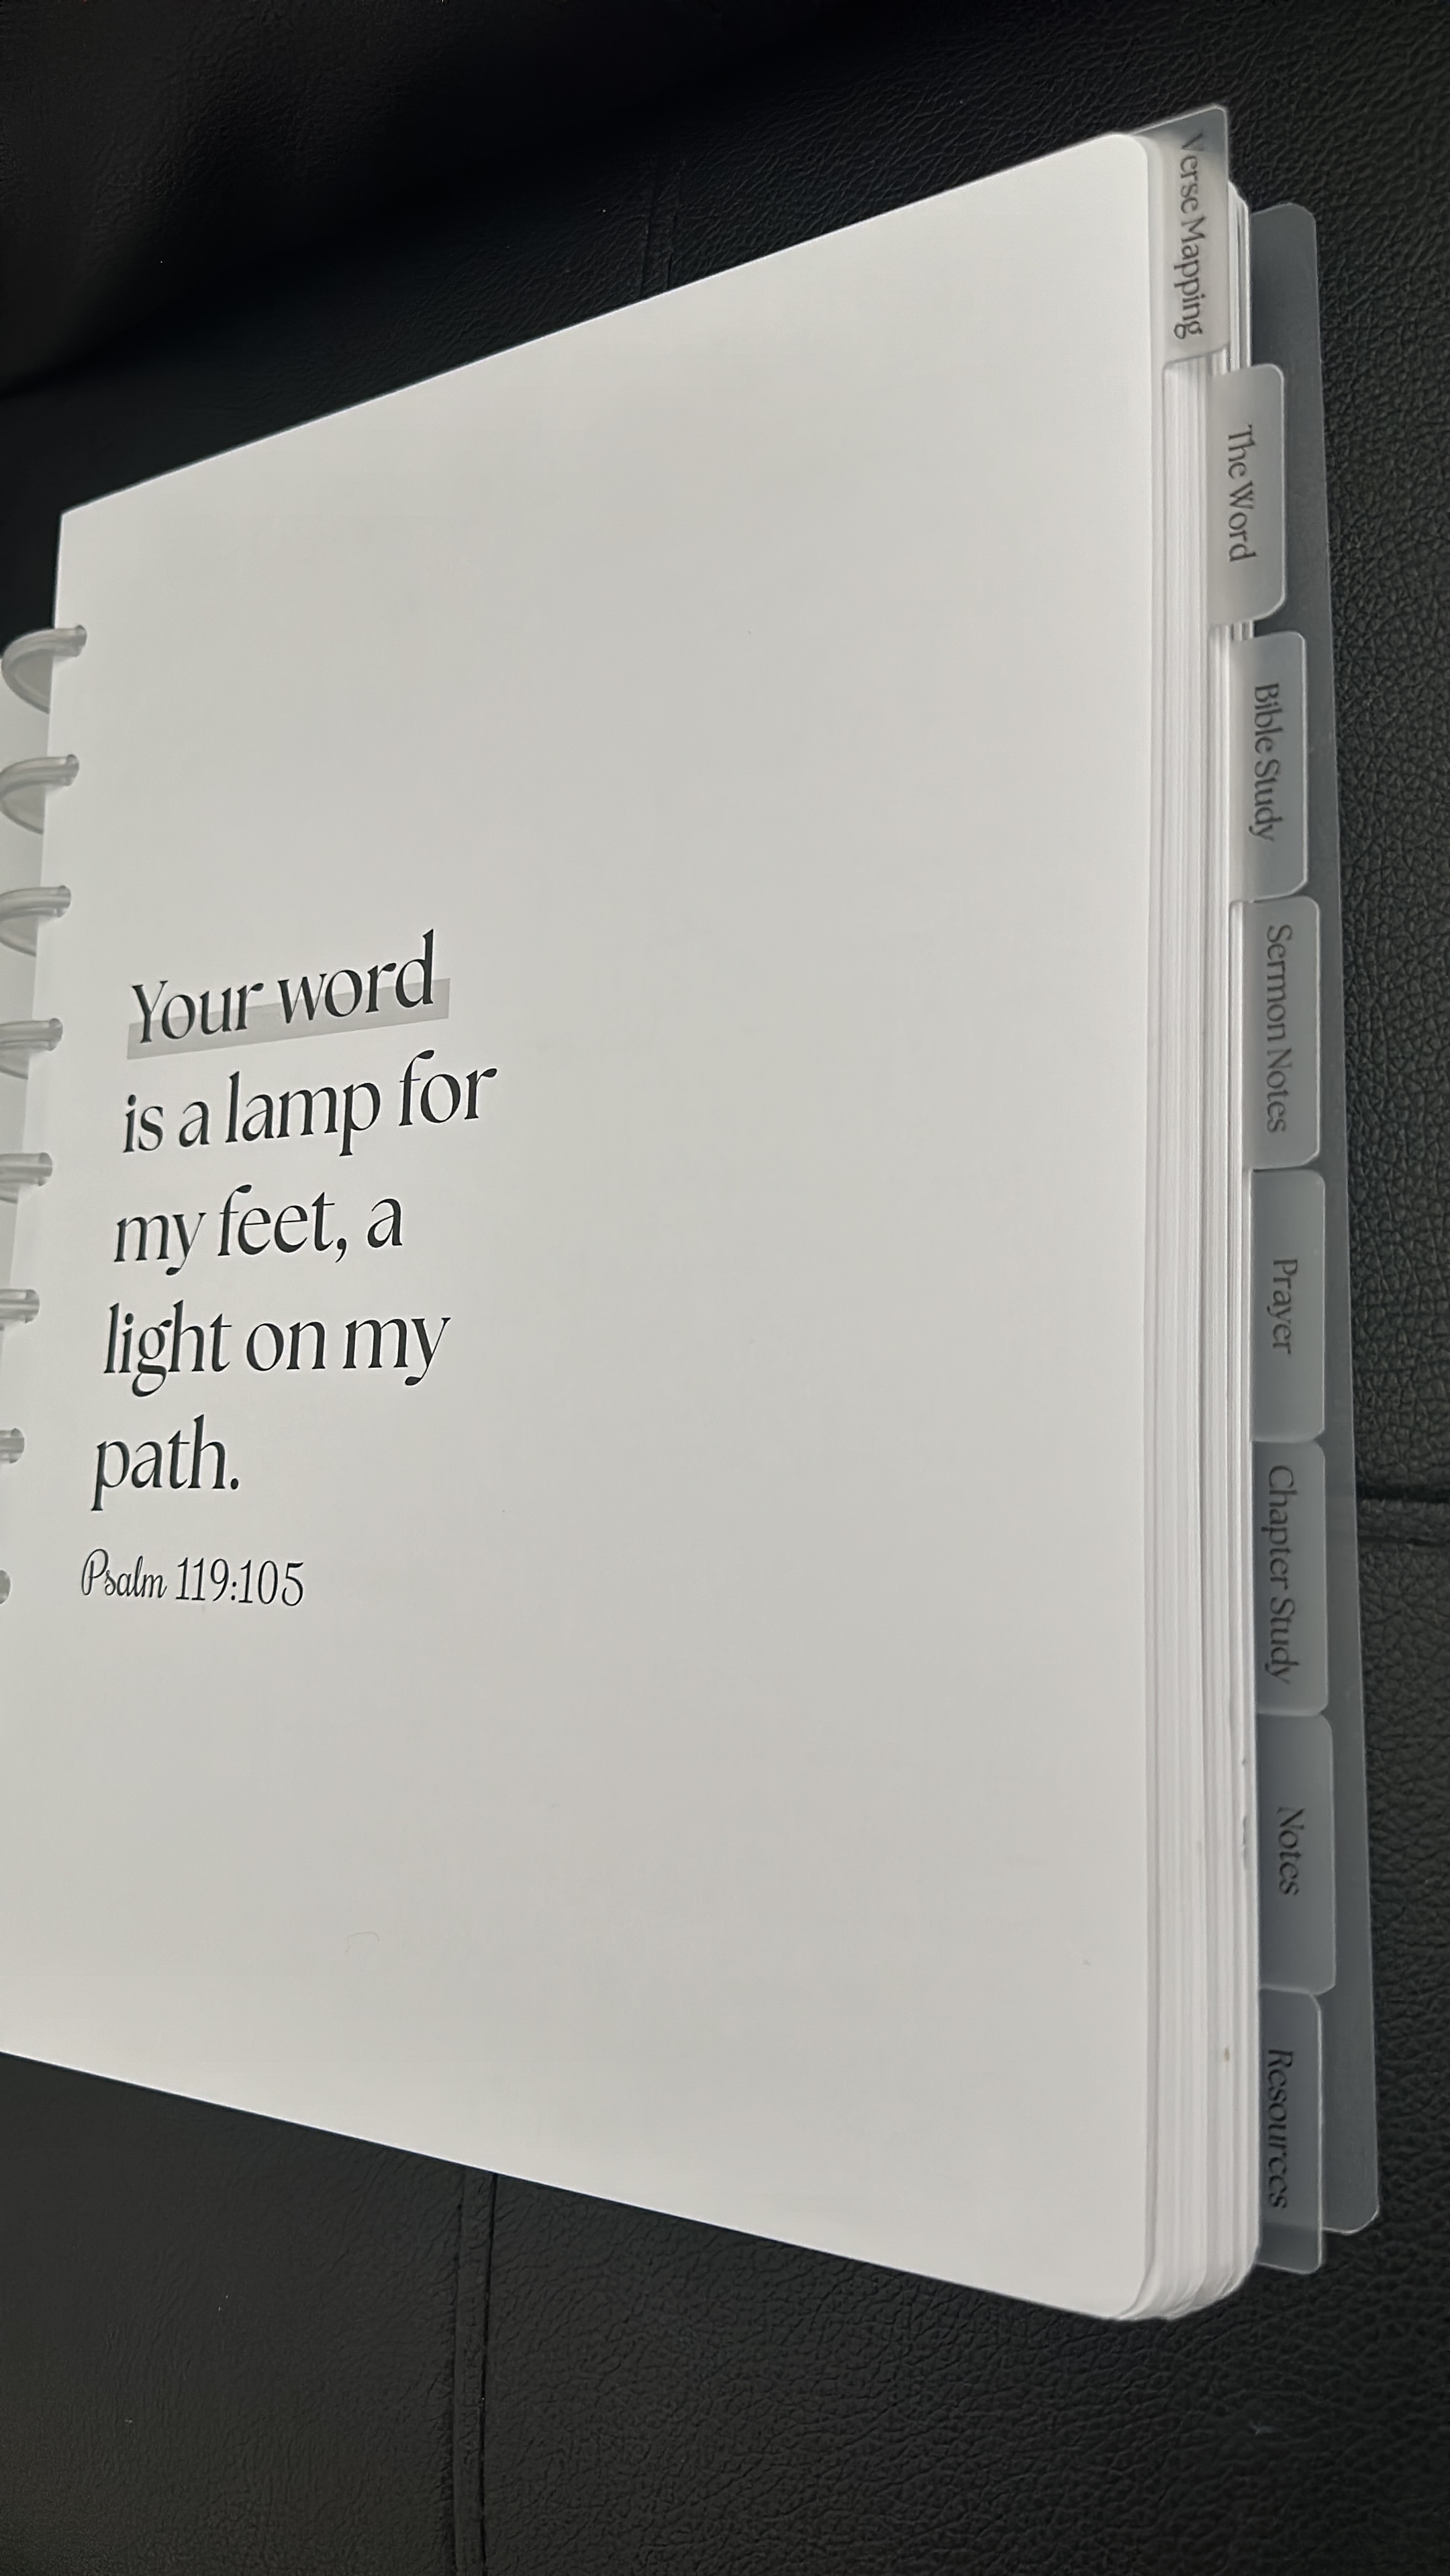 Your word
is a lamp for
my feet, a
light on my
path.
Psalm 119:105
Verse Mapping
The Word
Bible Study
Sermon Notes
Prayer
Chapter Study
Notes
Resources